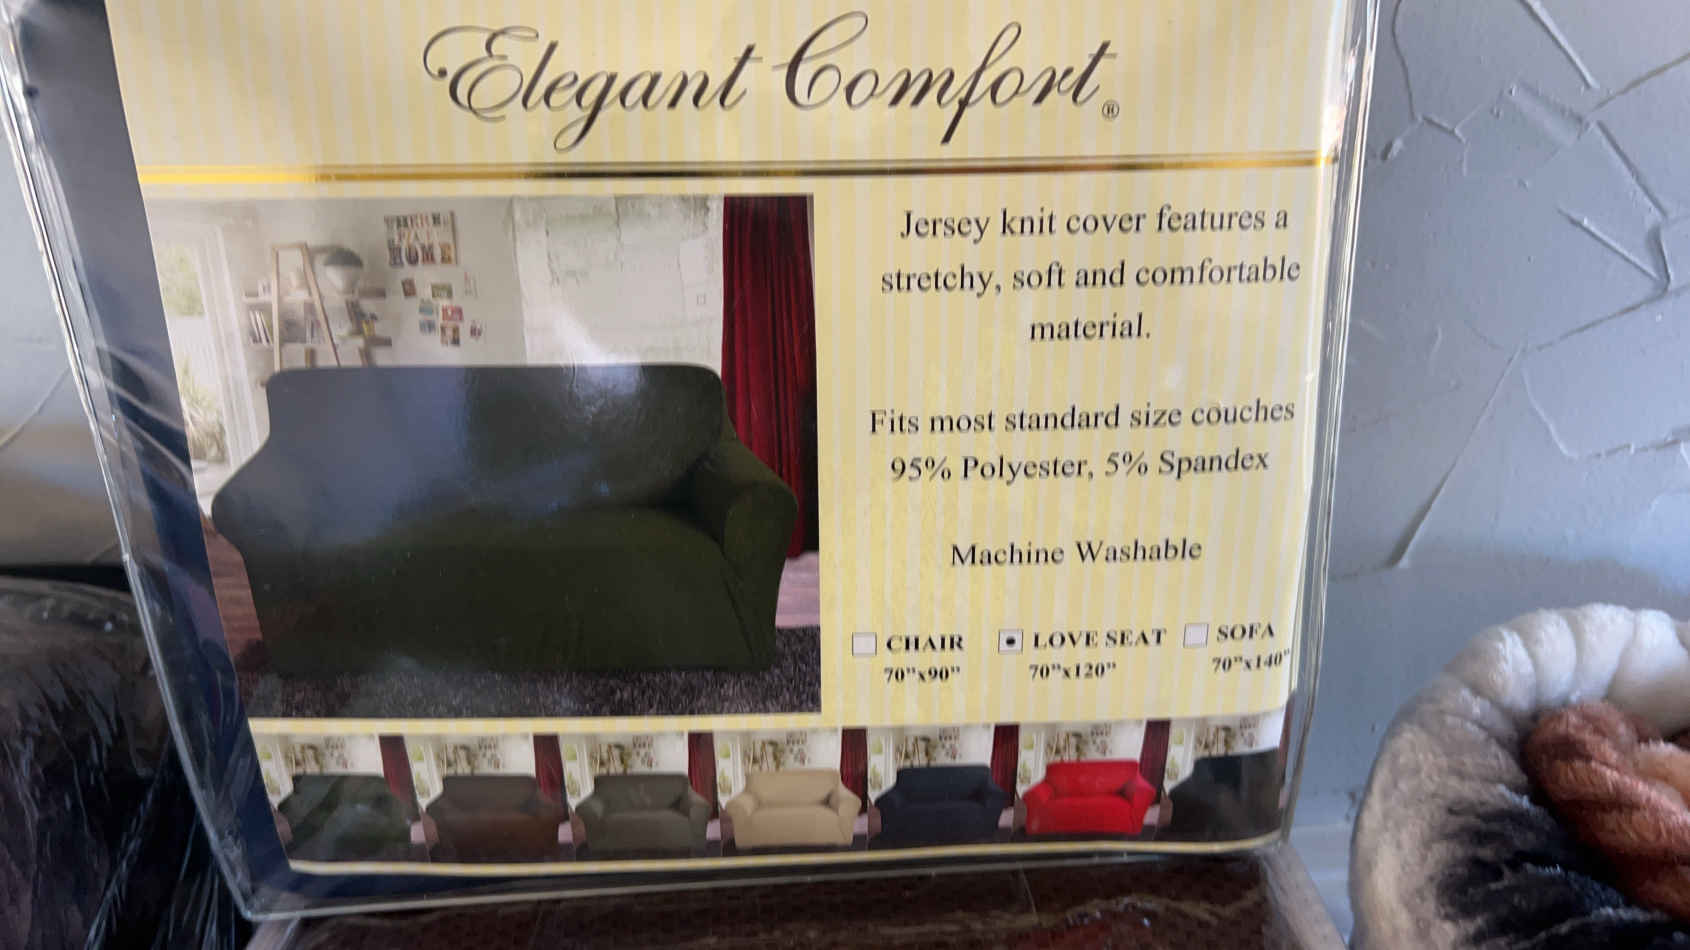 Elegant Comfort®
Jersey knit cover features a
stretchy, soft and comfortable
material.
Fits most standard size couches
95% Polyester, 5% Spandex
Machine Washable
CHAIR
70"x90"
LOVE SEAT
70"x120"
SOFA
70"x140"
HOME